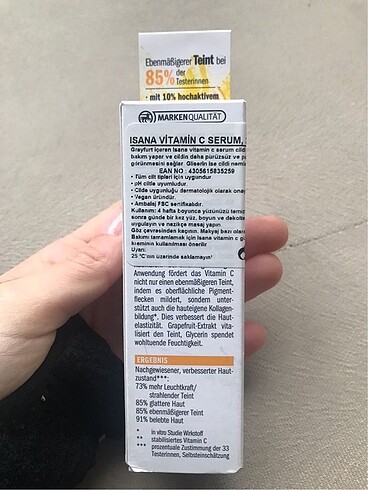 Ebenmäßigerer Teint bei
85% der
Testerinnen
· mit 10% hochaktivem
MARKENQUALITÄT
ISANA VİTAMİN C SERUM,
Greyfurt içeren isana vitamin c serum cildi
bakım yapar ve cildin daha pürüzsüz ve p
görünmesini sağlar. Gliserin ise cildi nemle
EAN NO : 4305615835259
• Tüm cilt tipleri için uygundur
• pH cilde uyumludur.
• Cilde uygunluğu dermatolojik olarak onay
• Vegan üründür.
• Ambalaj FSC sertifikalıdır.
Kullanım: 4 hafta boyunca yüzünüzü temiz
günde bir kez yüz, boyun ve dekolte
uygulayın ve nazikçe masaj yapın
Göz çevresinden kaçının. Makyaj bazı olara
Bakımı tamamlamak için isana vitamin c g
kreminin kullanılması önerilir
Uyarı:
25 °C'nin üzerinde saklamayın!
Anwendung fördert das Vitamin C
nicht nur einen ebenmäßigeren Teint,
indem es oberflächliche Pigment-
flecken mildert, sondern unter-
stützt auch die hauteigene Kollagen-
bildung*. Dies verbessert die Haut-
elastizität. Grapefruit-Extrakt vita-
lisiert den Teint, Glycerin spendet
wohltuende Feuchtigkeit.
ERGEBNIS
Nachgewiesener, verbesserter Haut-
zustand***:
73% mehr Leuchtkraft/
strahlender Teint
85% glattere Haut
85% ebenmäßigerer Teint
91% belebte Haut
* in vitro Studie Wirkstoff
** stabilisiertes Vitamin C
*** prozentuale Zustimmung der 33
Testerinnen, Selbsteinschätzung